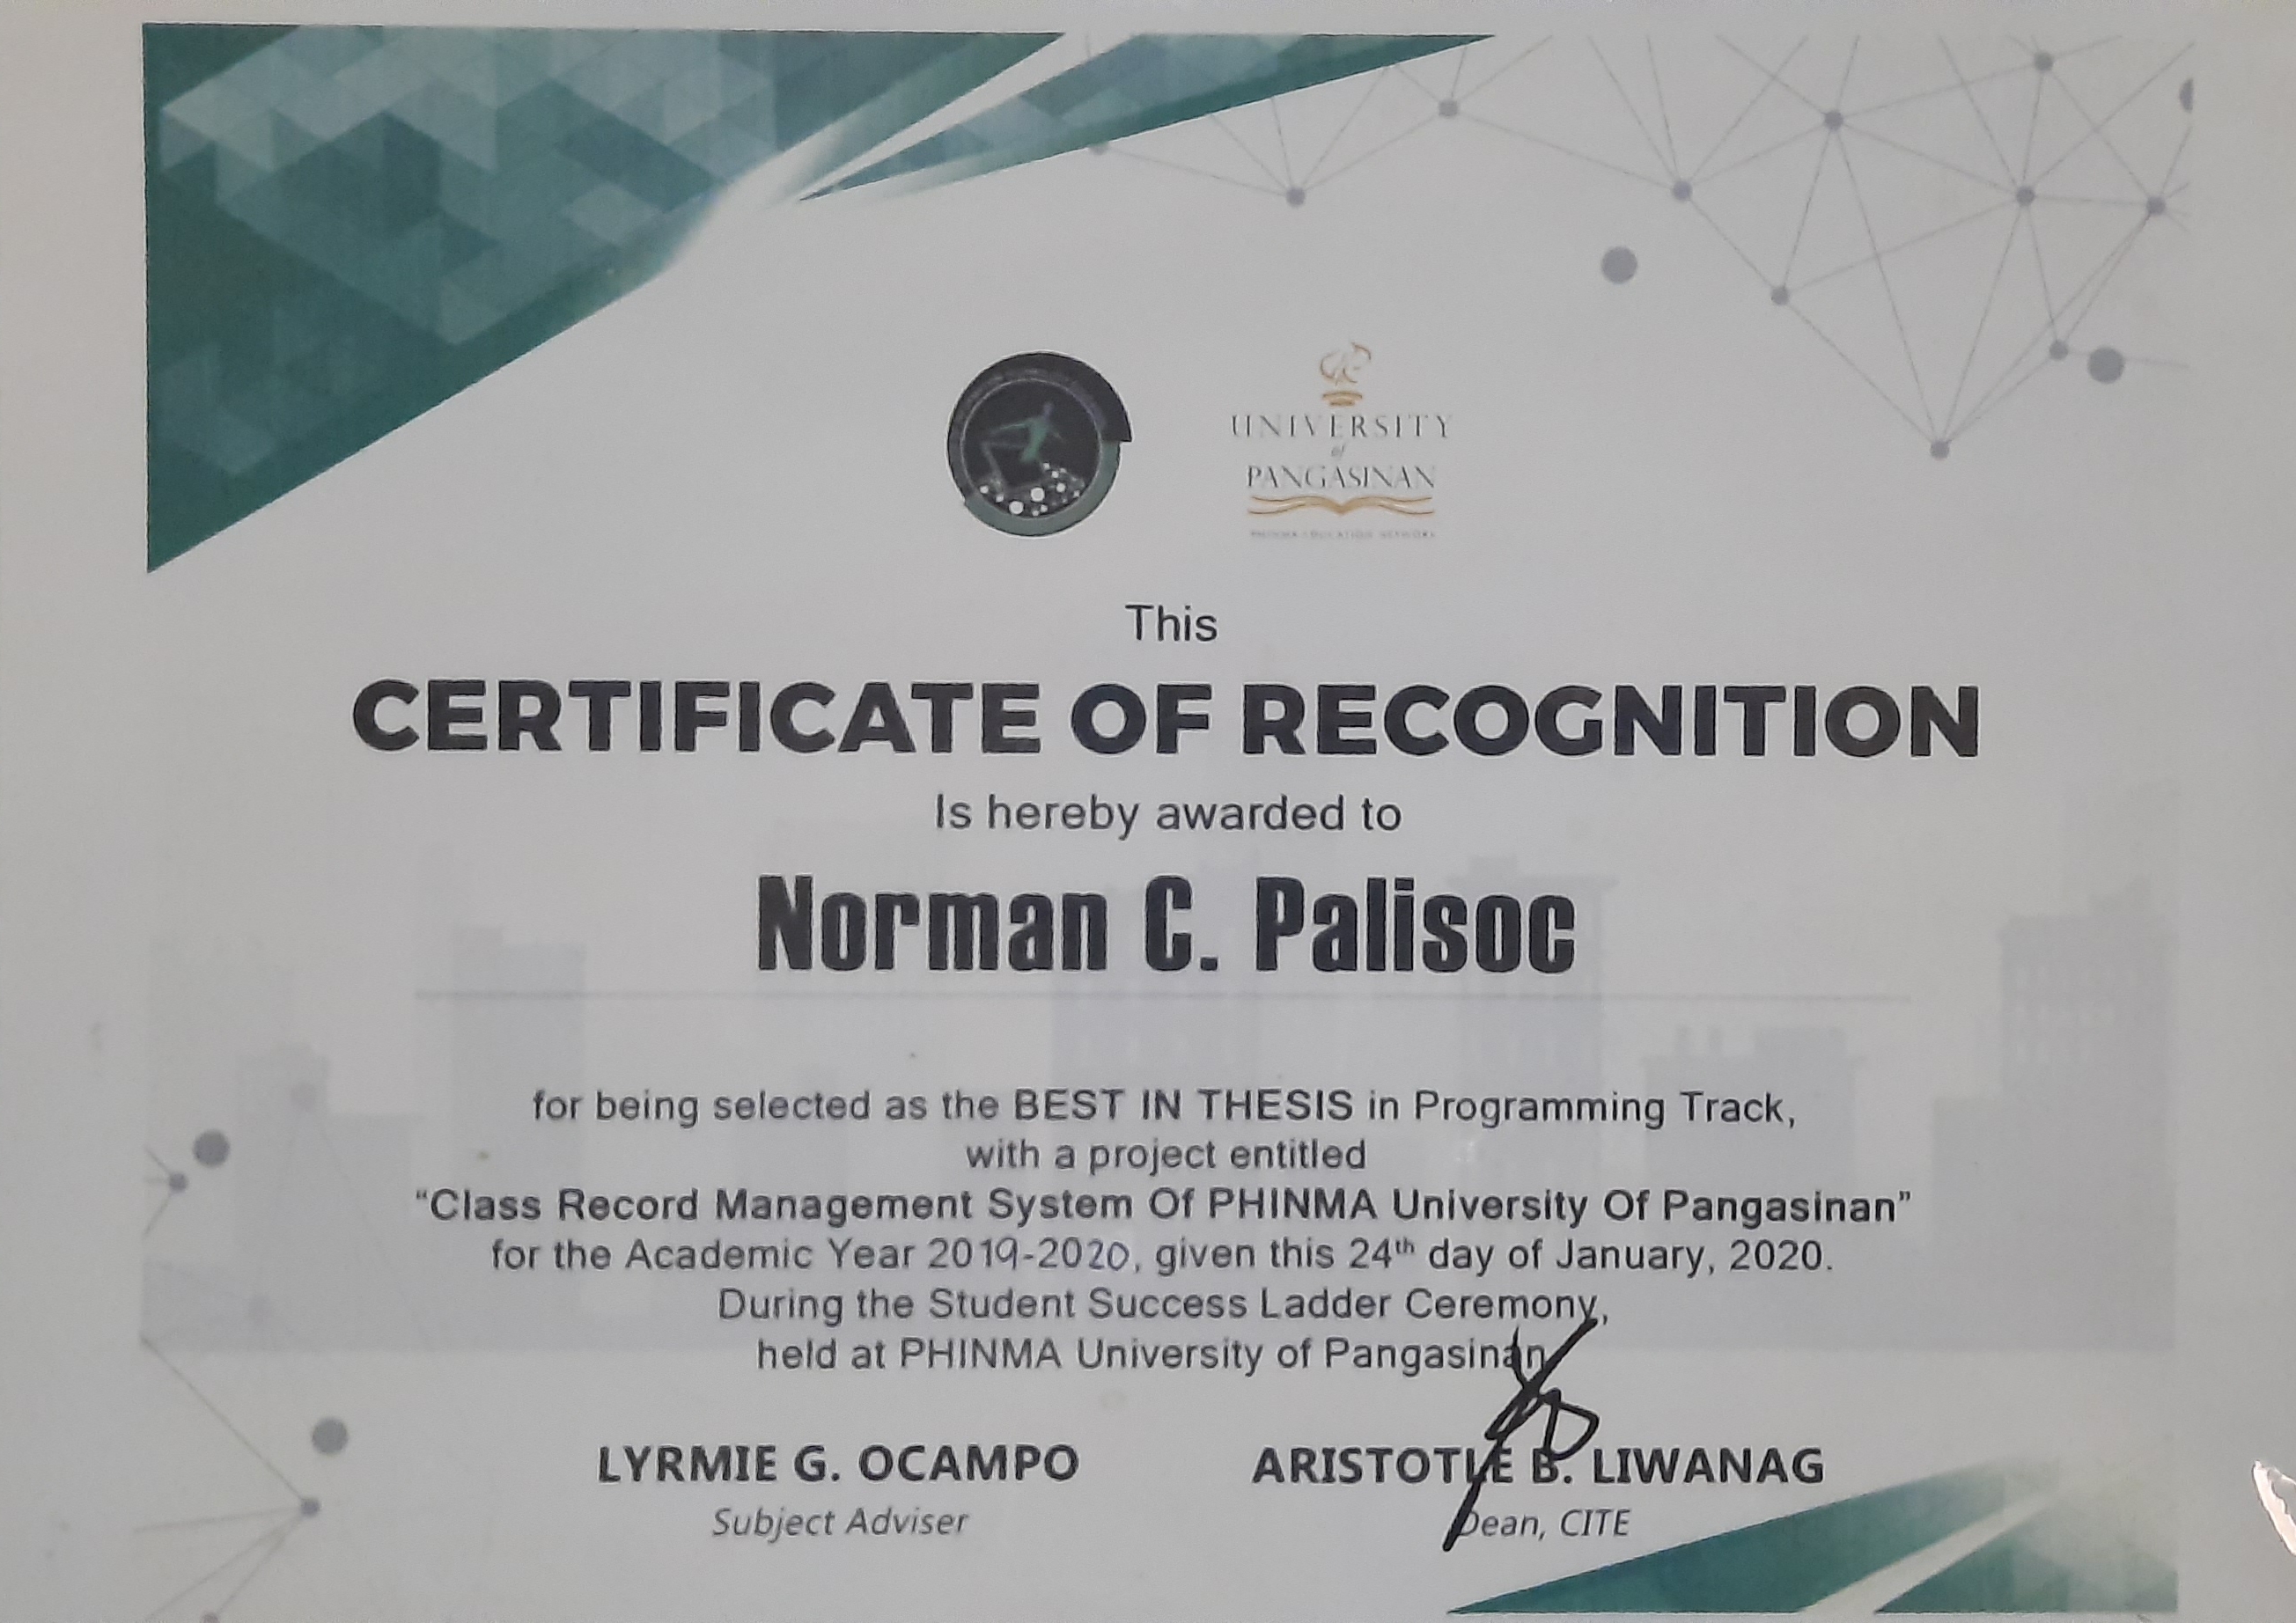 UNIVERSITY
of
PANGASINAN
PHINMA EDUCATION NETWORK
This
CERTIFICATE OF RECOGNITION
Is hereby awarded to
Norman C. Palisoc
for being selected as the BEST IN THESIS in Programming Track,
with a project entitled
“Class Record Management System Of PHINMA University Of Pangasinan”
for the Academic Year 2019-2020, given this 24th day of January, 2020.
During the Student Success Ladder Ceremony,
held at PHINMA University of Pangasinan
LYRMIE G. OCAMPO
ARISTOTLE B. LIWANAG
Subject Adviser
Dean, CITE